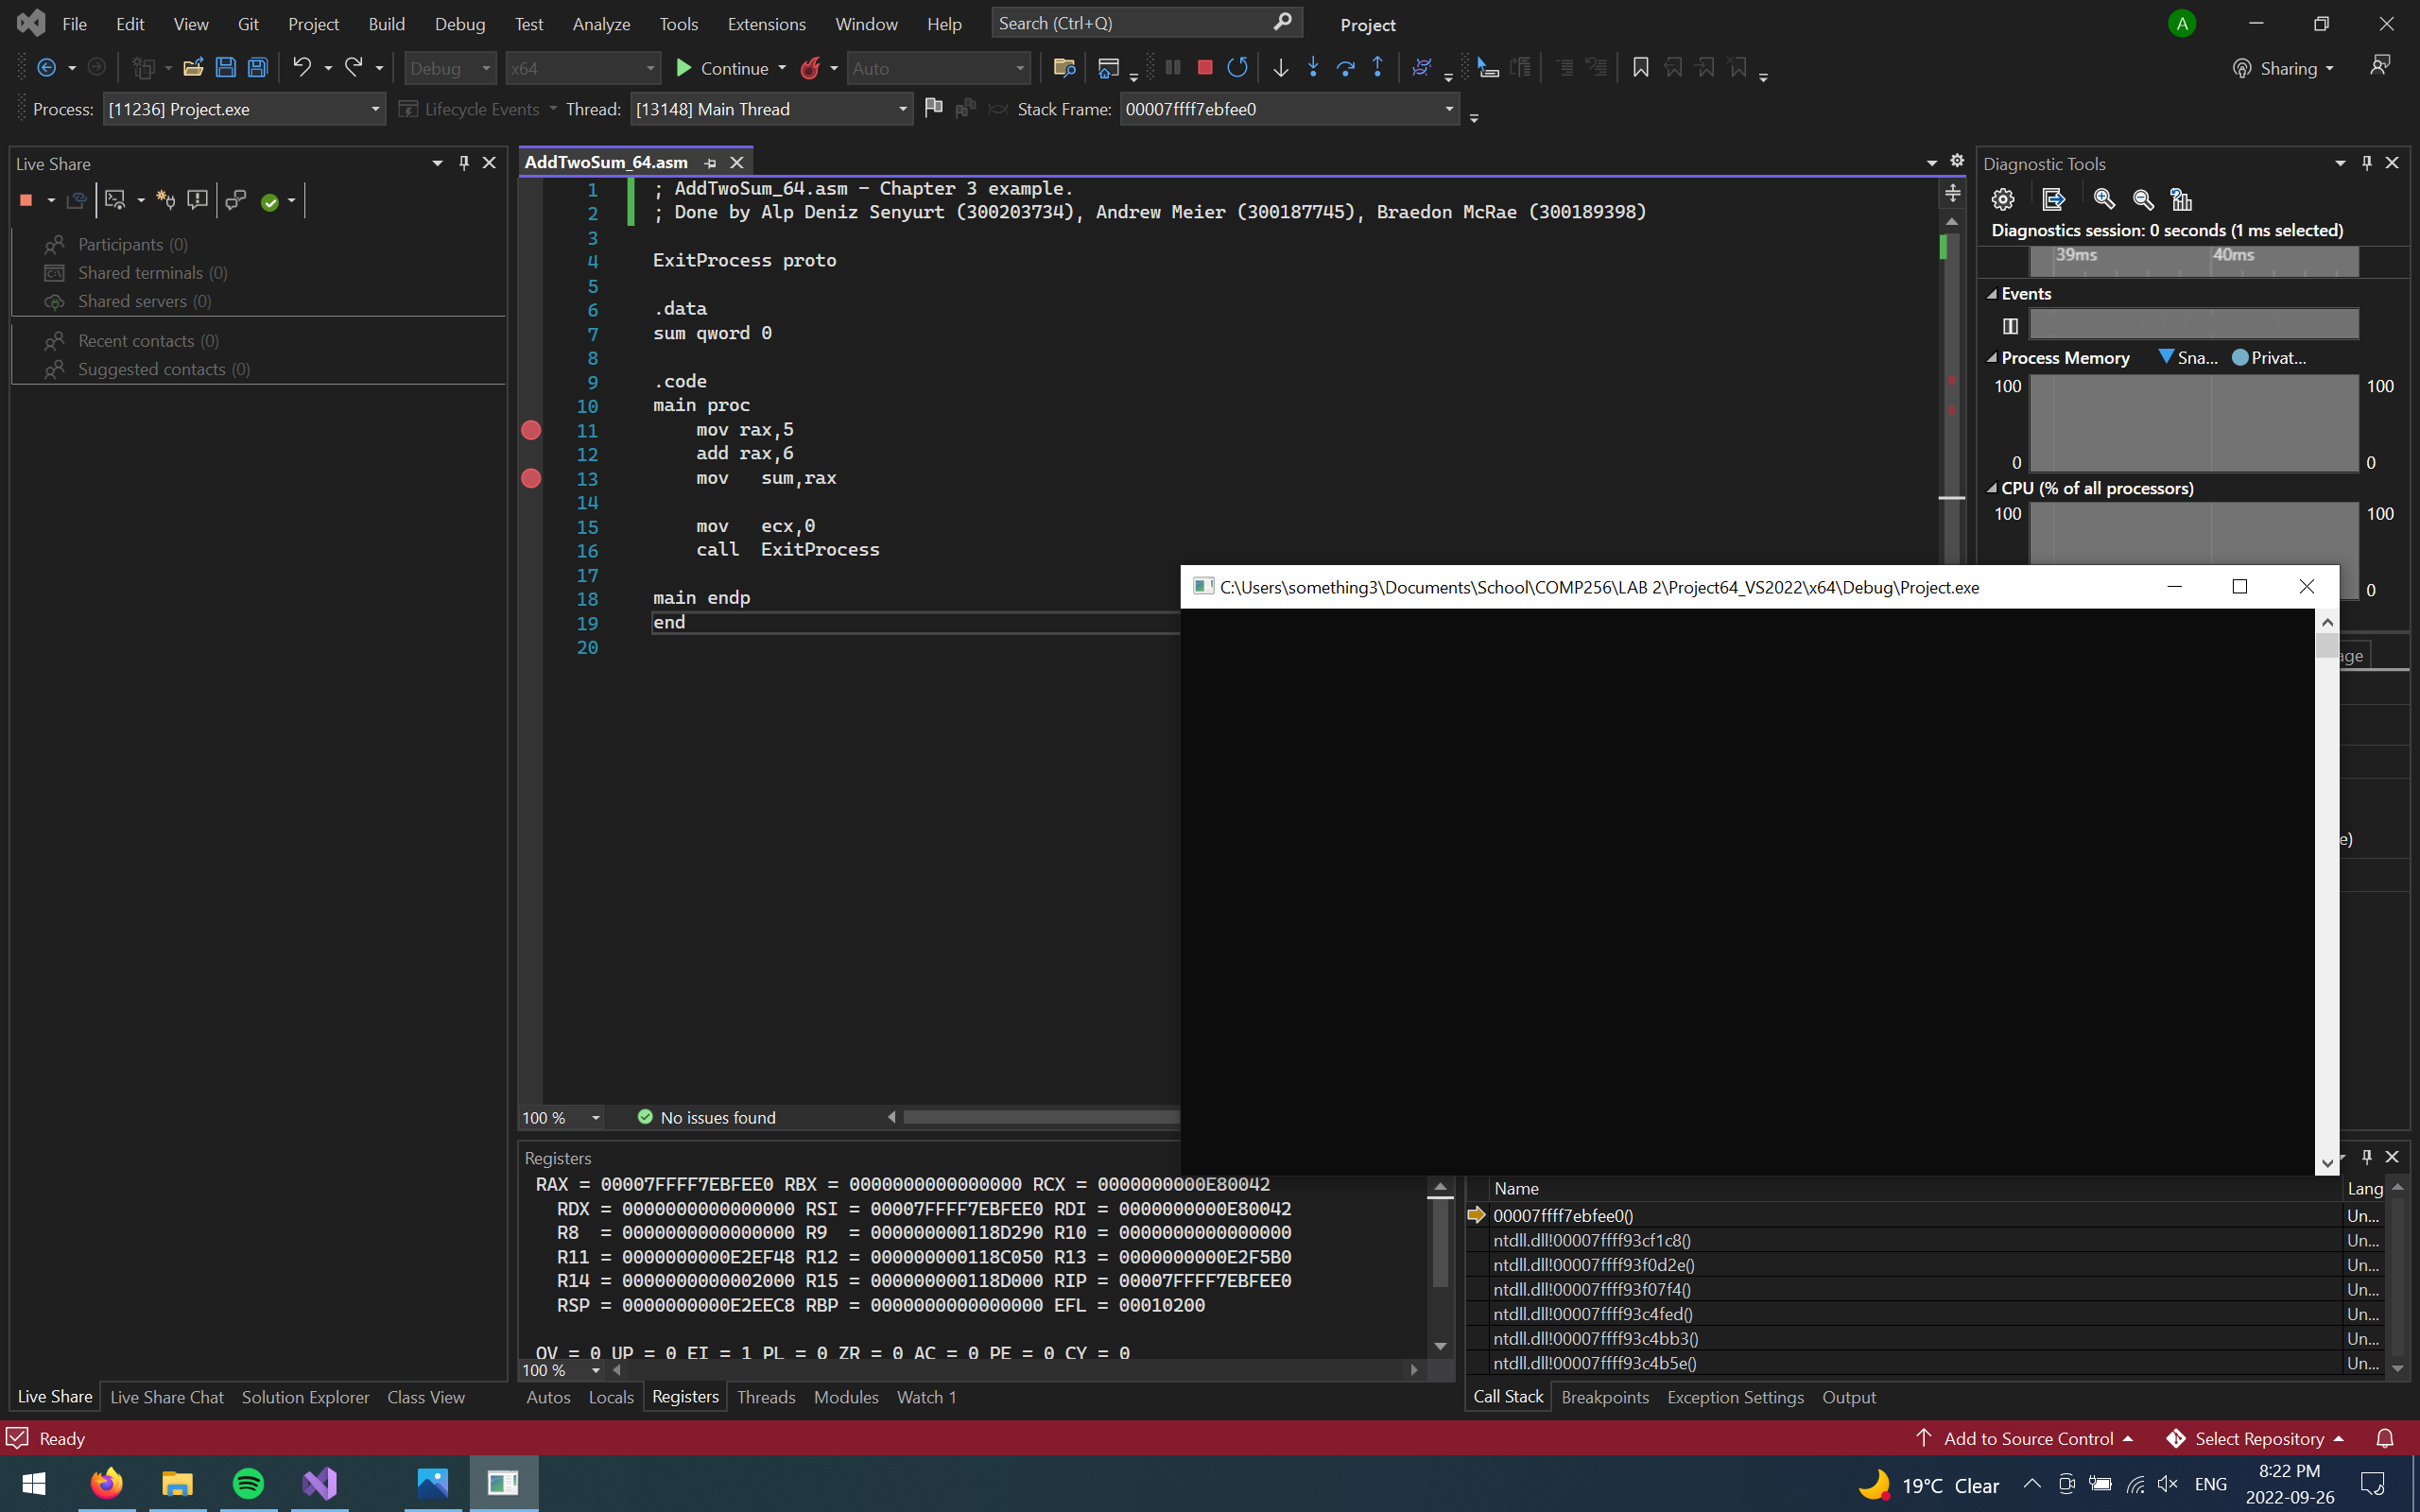 File Edit View Git Project Build Debug Test Analyze Tools Extensions Window Help Search (Ctrl+Q) Project A
Debug x64 Continue Auto Sharing
Process: [11236] Project.exe Lifecycle Events Thread: [13148] Main Thread Stack Frame: 00007ffff7ebfee0
Live Share
Participants (0)
Shared terminals (0)
Shared servers (0)
Recent contacts (0)
Suggested contacts (0)
AddTwoSum_64.asm
1 ; AddTwoSum_64.asm - Chapter 3 example.
2 ; Done by Alp Deniz Senyurt (300203734), Andrew Meier (300187745), Braedon McRae (300189398)
3
4 ExitProcess proto
5
6 .data
7 sum qword 0
8
9 .code
10 main proc
11 mov rax,5
12 add rax,6
13 mov sum,rax
14
15 mov ecx,0
16 call ExitProcess
17
18 main endp
19 end
20
100 % No issues found
Diagnostic Tools
Diagnostics session: 0 seconds (1 ms selected)
39ms 40ms
Events
Process Memory Sna... Privat...
100 100
0 0
CPU (% of all processors)
100 100
0
C:\Users\something3\Documents\School\COMP256\LAB 2\Project64_VS2022\x64\Debug\Project.exe
age
e)
Registers
RAX = 00007FFFF7EBFEE0 RBX = 0000000000000000 RCX = 0000000000E80042
RDX = 0000000000000000 RSI = 00007FFFF7EBFEE0 RDI = 0000000000E80042
R8 = 0000000000000000 R9 = 000000000118D290 R10 = 0000000000000000
R11 = 0000000000E2EF48 R12 = 000000000118C050 R13 = 0000000000E2F5B0
R14 = 0000000000002000 R15 = 000000000118D000 RIP = 00007FFFF7EBFEE0
RSP = 0000000000E2EEC8 RBP = 0000000000000000 EFL = 00010200
OV = 0 UP = 0 EI = 1 PL = 0 ZR = 0 AC = 0 PE = 0 CY = 0
100 %
Name Lang
00007ffff7ebfee0() Un...
ntdll.dll!00007ffff93cf1c8() Un...
ntdll.dll!00007ffff93f0d2e() Un...
ntdll.dll!00007ffff93f07f4() Un...
ntdll.dll!00007ffff93c4fed() Un...
ntdll.dll!00007ffff93c4bb3() Un...
ntdll.dll!00007ffff93c4b5e() Un...
Live Share Live Share Chat Solution Explorer Class View
Autos Locals Registers Threads Modules Watch 1
Call Stack Breakpoints Exception Settings Output
Ready Add to Source Control Select Repository
19°C Clear ENG 8:22 PM
2022-09-26